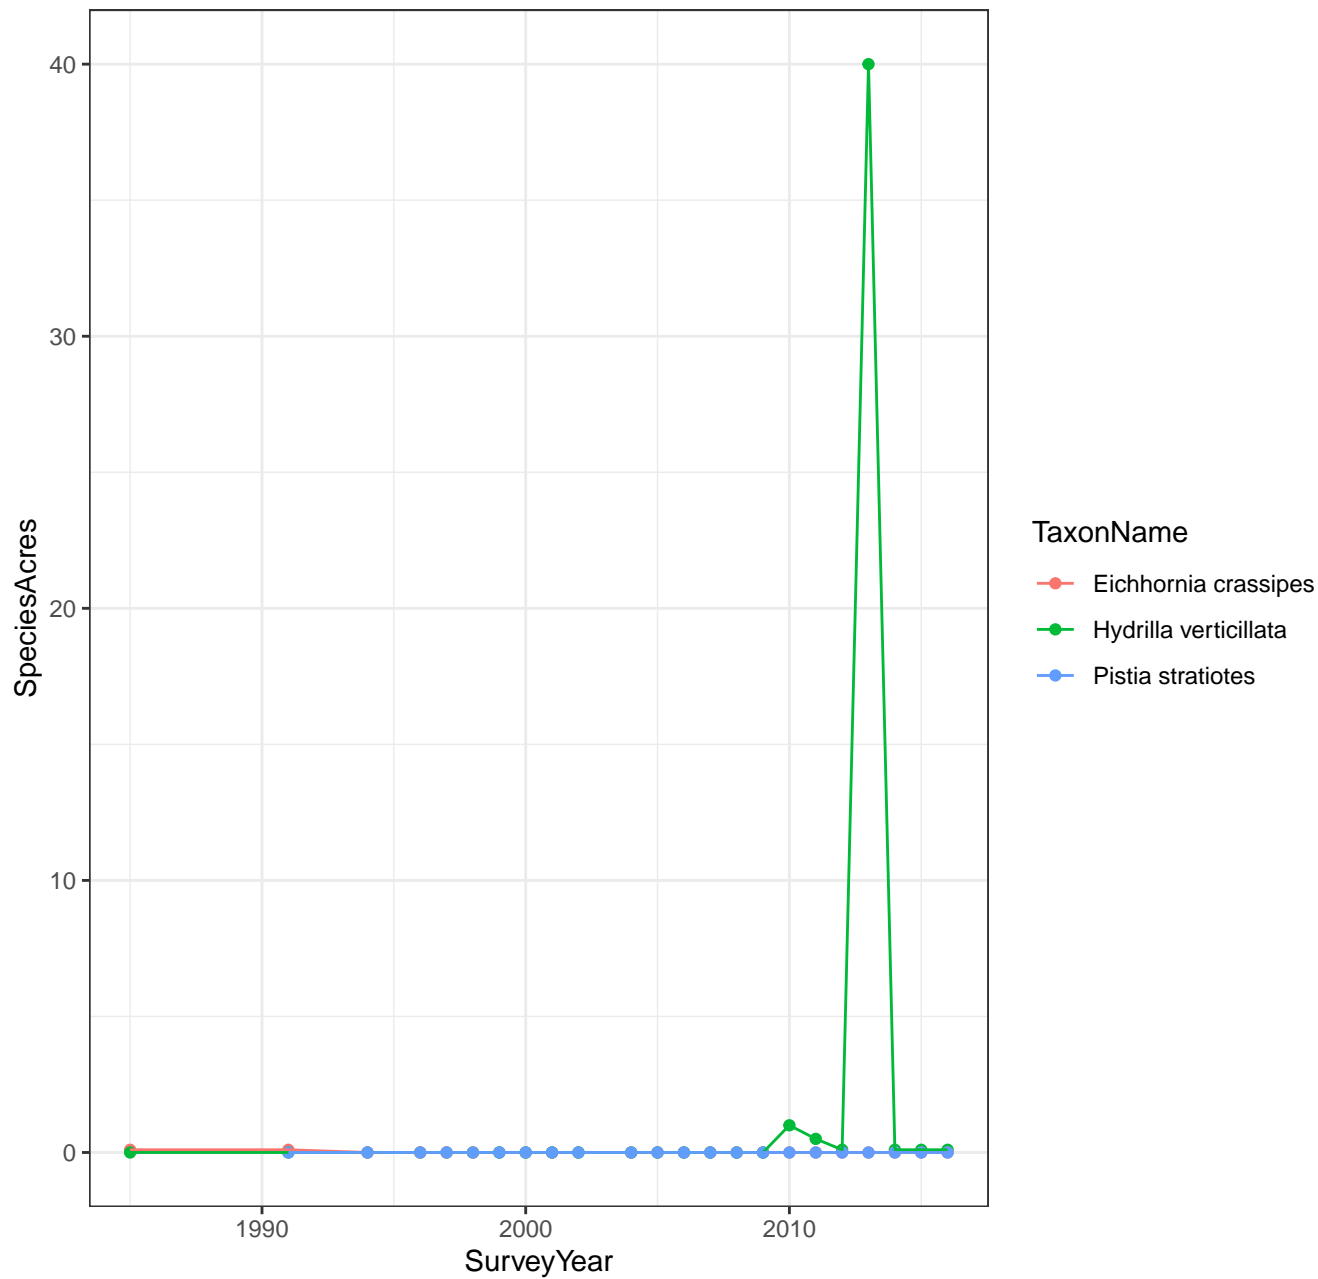 SpeciesAcres
40
30
20
10
0
1990 2000 2010
SurveyYear
TaxonName
Eichhornia crassipes
Hydrilla verticillata
Pistia stratiotes